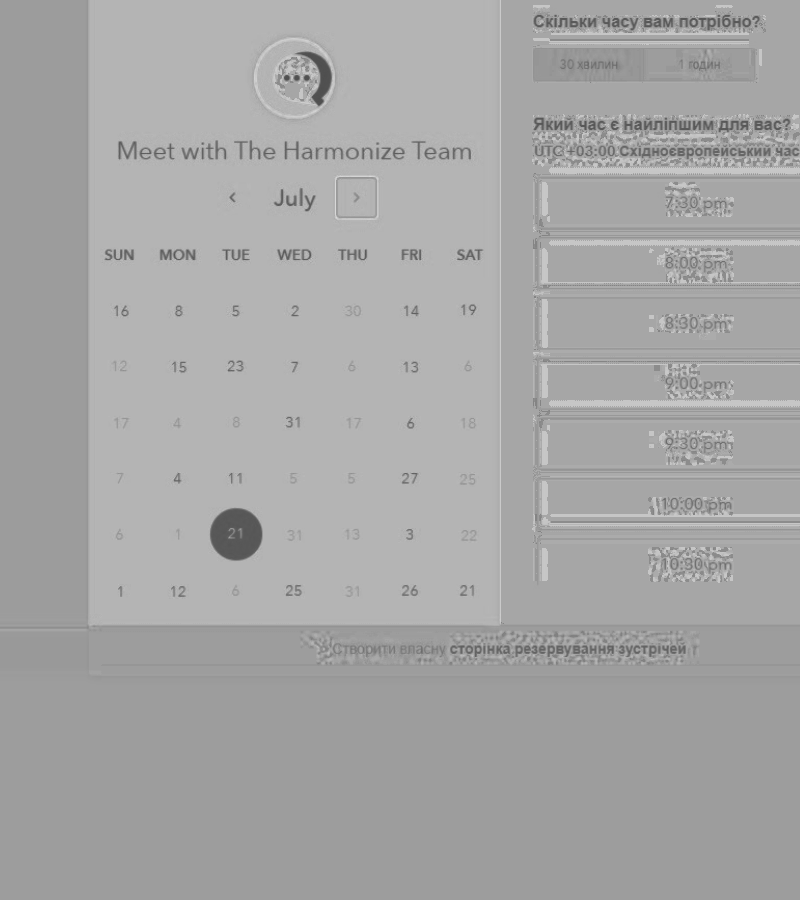 Meet with The Harmonize Team
July
SUN MON TUE WED THU FRI SAT
16 8 5 2 30 14 19
12 15 23 7 6 13 6
17 4 8 31 17 6 18
7 4 11 5 5 27 25
6 1 21 31 13 3 22
1 12 6 25 31 26 21
Скільки часу вам потрібно?
30 хвилин 1 годин
Який час є найліпшим для вас?
UTC +03:00 Східноєвропейський час
7:30 pm
8:00 pm
8:30 pm
9:00 pm
9:30 pm
10:00 pm
10:30 pm
Створити власну сторінка резервування зустрічей